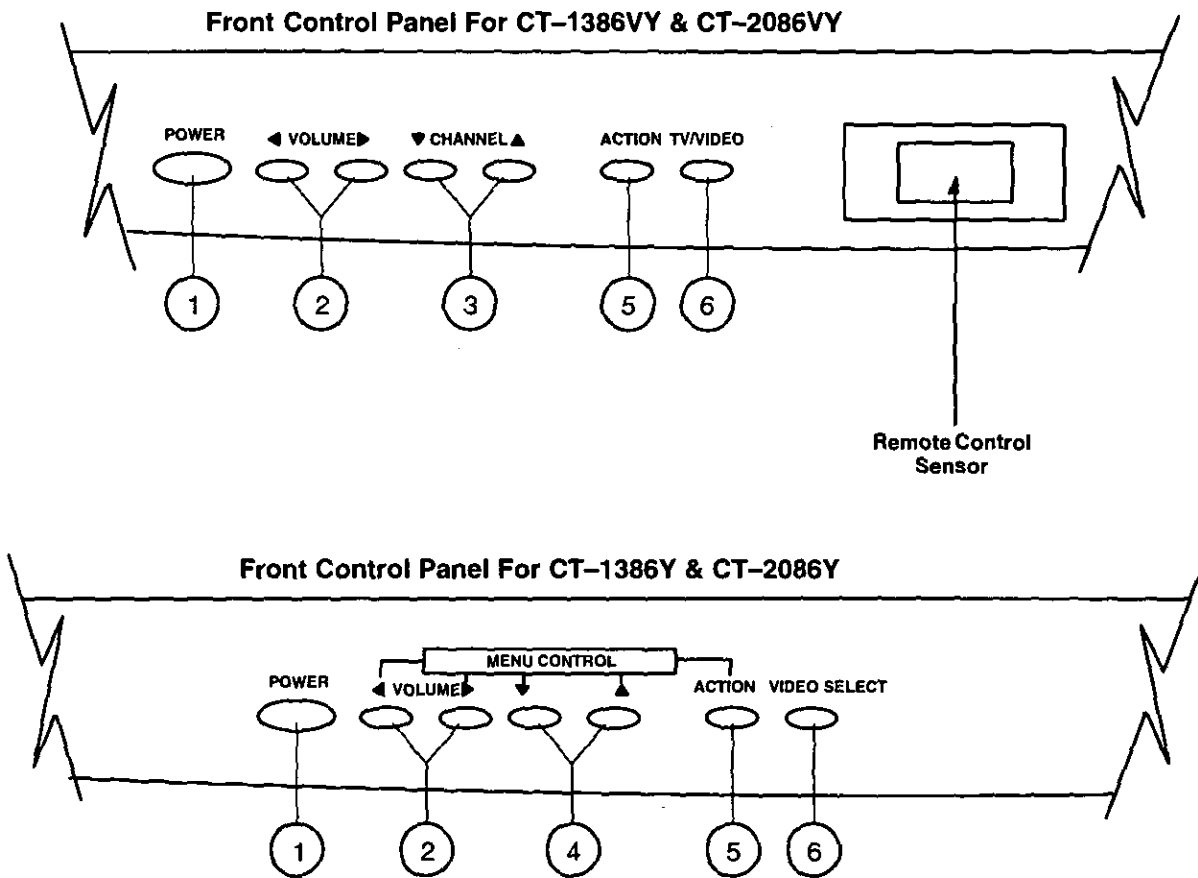 Front Control Panel For CT–1386VY & CT–2086VY
POWER ◀ VOLUME▶ ▼ CHANNEL▲ ACTION TV/VIDEO
1 2 3 5 6
Remote Control
Sensor
Front Control Panel For CT–1386Y & CT–2086Y
MENU CONTROL
POWER ◀ VOLUME▶ ▼ ▲ ACTION VIDEO SELECT
1 2 4 5 6